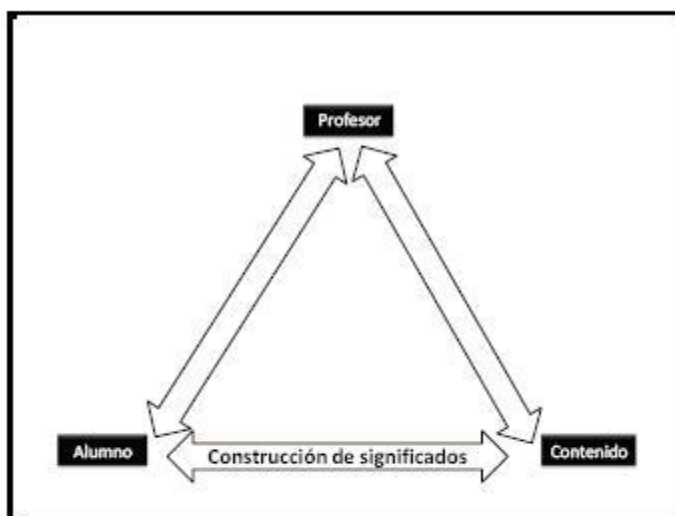 Profesor
Alumno
Construcción de significados
Contenido